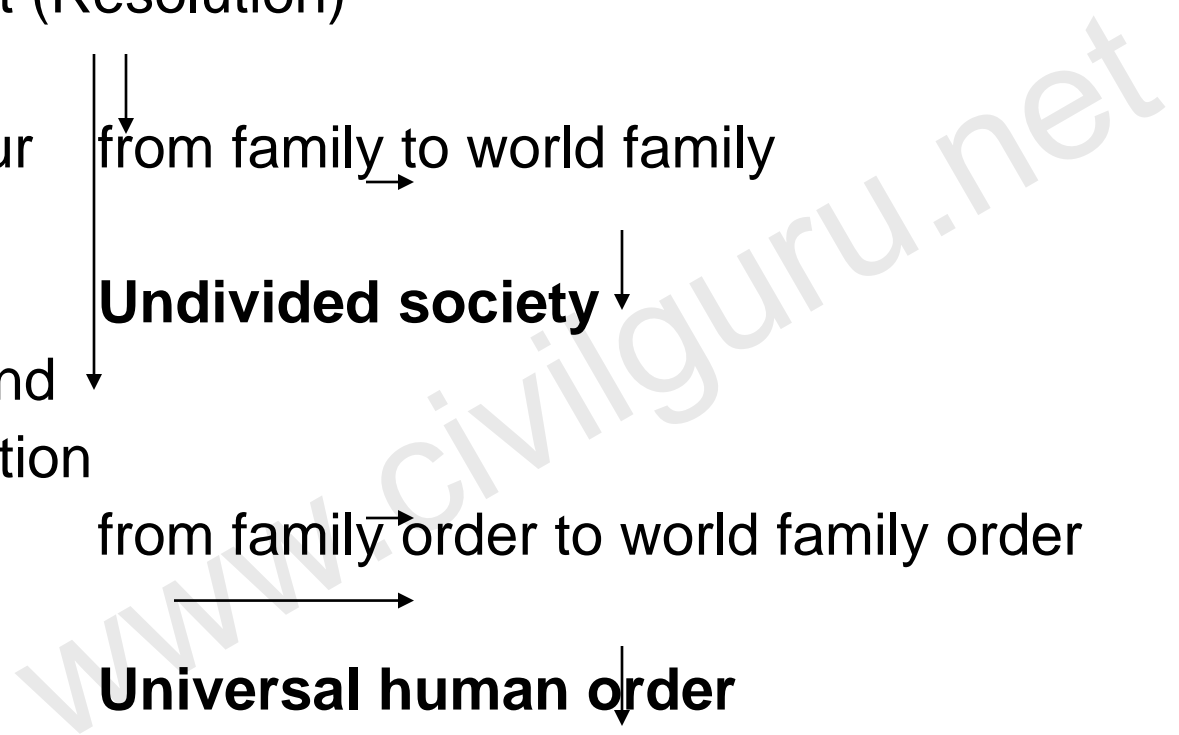 t (Resolution)
ur from family to world family
Undivided society
nd
tion
from family order to world family order
Universal human order
www.civilguru.net